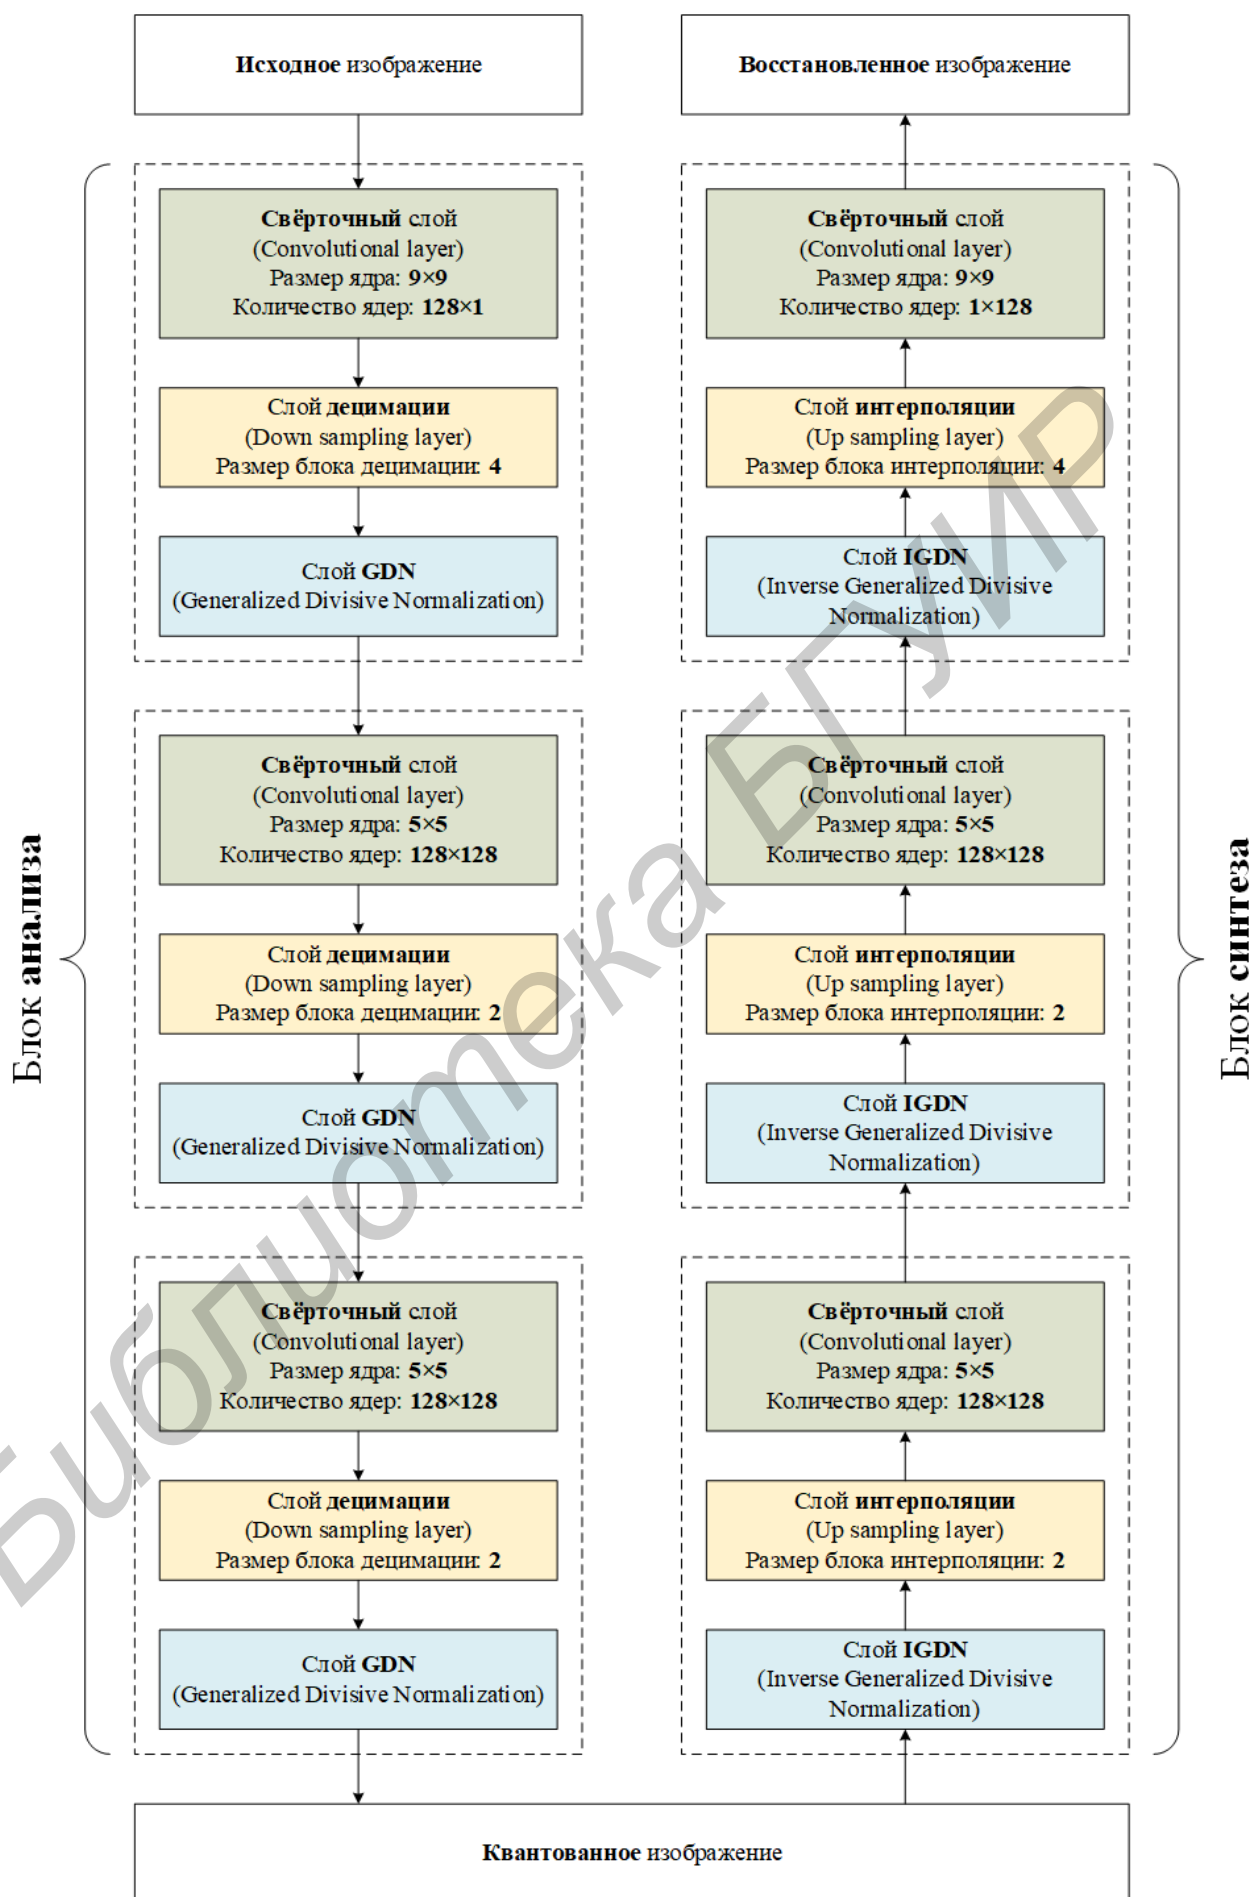 Исходное изображение
Свёрточный слой
(Convolutional layer)
Размер ядра: 9×9
Количество ядер: 128×1
Слой децимации
(Down sampling layer)
Размер блока децимации: 4
Слой GDN
(Generalized Divisive Normalization)
Свёрточный слой
(Convolutional layer)
Размер ядра: 5×5
Количество ядер: 128×128
Слой децимации
(Down sampling layer)
Размер блока децимации: 2
Слой GDN
(Generalized Divisive Normalization)
Свёрточный слой
(Convolutional layer)
Размер ядра: 5×5
Количество ядер: 128×128
Слой децимации
(Down sampling layer)
Размер блока децимации: 2
Слой GDN
(Generalized Divisive Normalization)
Блок анализа
Восстановленное изображение
Свёрточный слой
(Convolutional layer)
Размер ядра: 9×9
Количество ядер: 1×128
Слой интерполяции
(Up sampling layer)
Размер блока интерполяции: 4
Слой IGDN
(Inverse Generalized Divisive
Normalization)
Свёрточный слой
(Convolutional layer)
Размер ядра: 5×5
Количество ядер: 128×128
Слой интерполяции
(Up sampling layer)
Размер блока интерполяции: 2
Слой IGDN
(Inverse Generalized Divisive
Normalization)
Свёрточный слой
(Convolutional layer)
Размер ядра: 5×5
Количество ядер: 128×128
Слой интерполяции
(Up sampling layer)
Размер блока интерполяции: 2
Слой IGDN
(Inverse Generalized Divisive
Normalization)
Блок синтеза
Квантованное изображение
Библиотека БГУИР